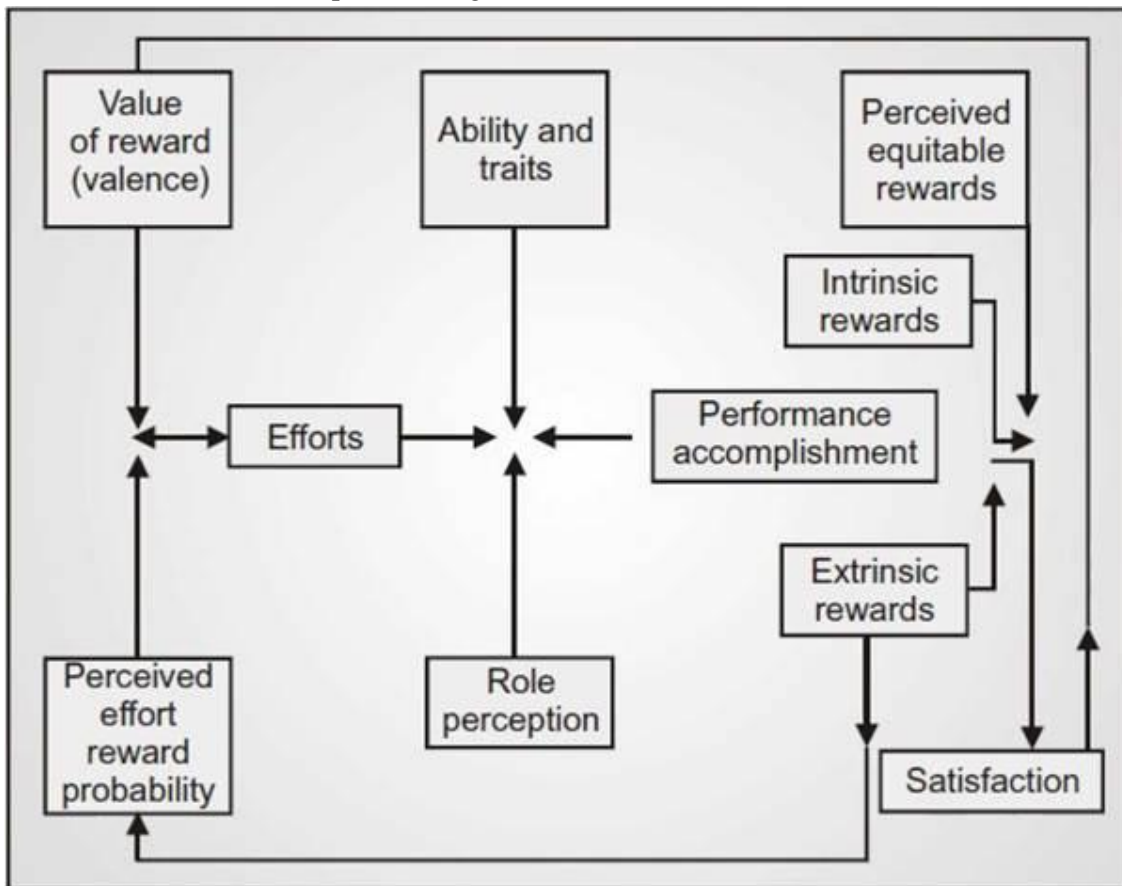 Value
of reward
(valence)
Ability and
traits
Perceived
equitable
rewards
Intrinsic
rewards
Efforts
Performance
accomplishment
Extrinsic
rewards
Perceived
effort
reward
probability
Role
perception
Satisfaction